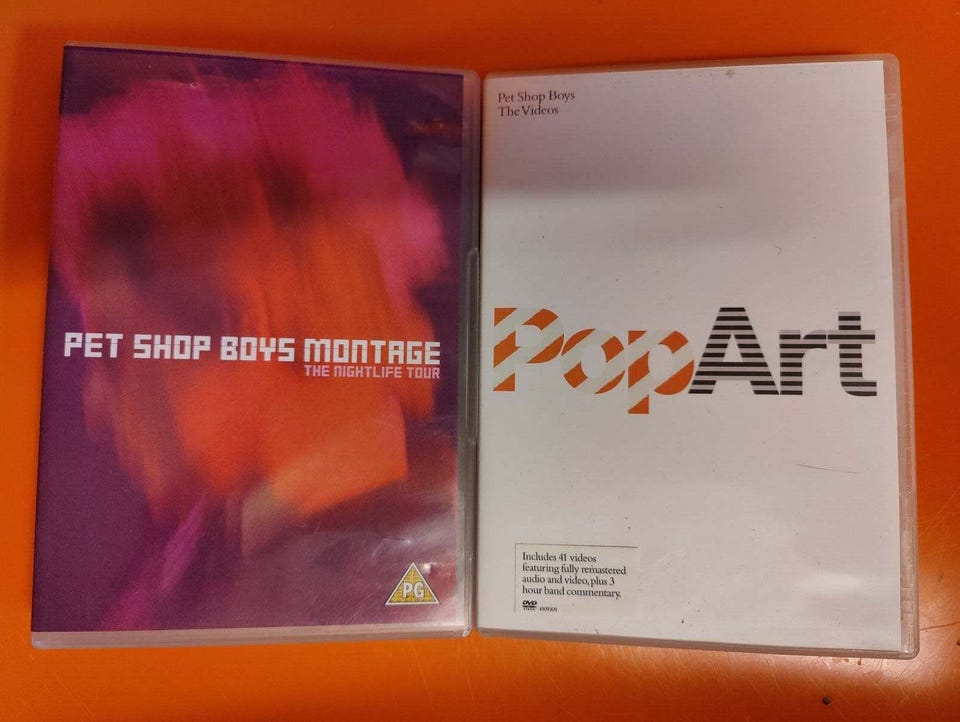 PET SHOP BOYS MONTAGE
THE NIGHTLIFE TOUR
PG
Pet Shop Boys
The Videos
PopArt
Includes 41 videos
featuring fully remastered
audio and video, plus 3
hour band commentary.
DVD